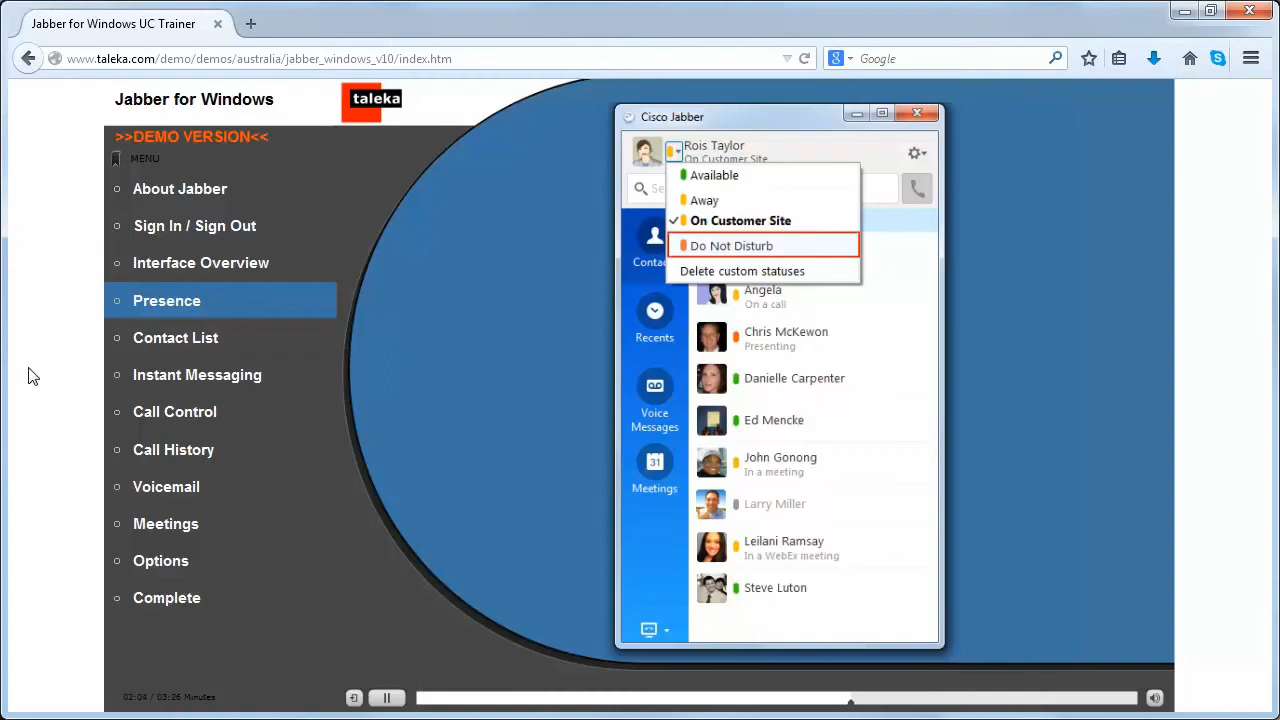 Jabber for Windows UC Trainer
www.taleka.com/demo/demos/australia/jabber_windows_v10/index.htm
Google
Jabber for Windows
taleka
>>DEMO VERSION<<
MENU
About Jabber
Sign In / Sign Out
Interface Overview
Presence
Contact List
Instant Messaging
Call Control
Call History
Voicemail
Meetings
Options
Complete
02:04 / 03:26 Minutes
Cisco Jabber
Rois Taylor
On Customer Site
Se
Available
Away
On Customer Site
Do Not Disturb
Delete custom statuses
Contac
Recents
Voice
Messages
31
Meetings
Angela
On a call
Chris McKewon
Presenting
Danielle Carpenter
Ed Mencke
John Gonong
In a meeting
Larry Miller
Leilani Ramsay
In a WebEx meeting
Steve Luton